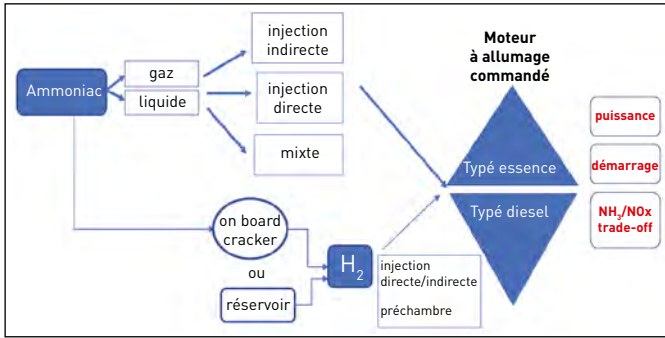 Ammoniac
gaz
liquide
injection
indirecte
injection
directe
mixte
on board
cracker
ou
réservoir
H₂
injection
directe/indirecte
préchambre
Moteur
à allumage
commandé
Typé essence
Typé diesel
puissance
démarrage
NH₃/NOx
trade-off